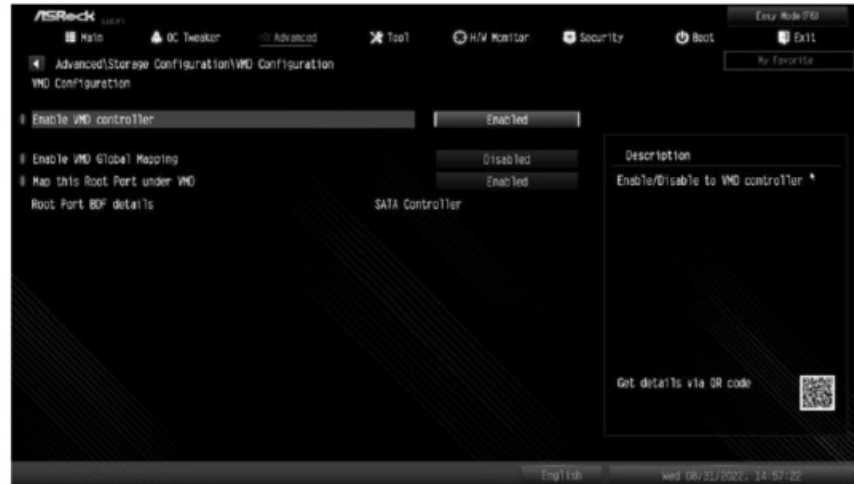 ASRock UEFI
Easy Mode(F6)
Main OC Tweaker Advanced Tool H/W Monitor Security Boot Exit
My Favorite
Advanced\Storage Configuration\VMD Configuration
VMD Configuration
Enable VMD controller Enabled
Enable VMD Global Mapping Disabled
Map this Root Port under VMD Enabled
Root Port BDF details SATA Controller
Description
Enable/Disable to VMD controller
Get details via QR code
English Wed 08/31/2022, 14:57:22